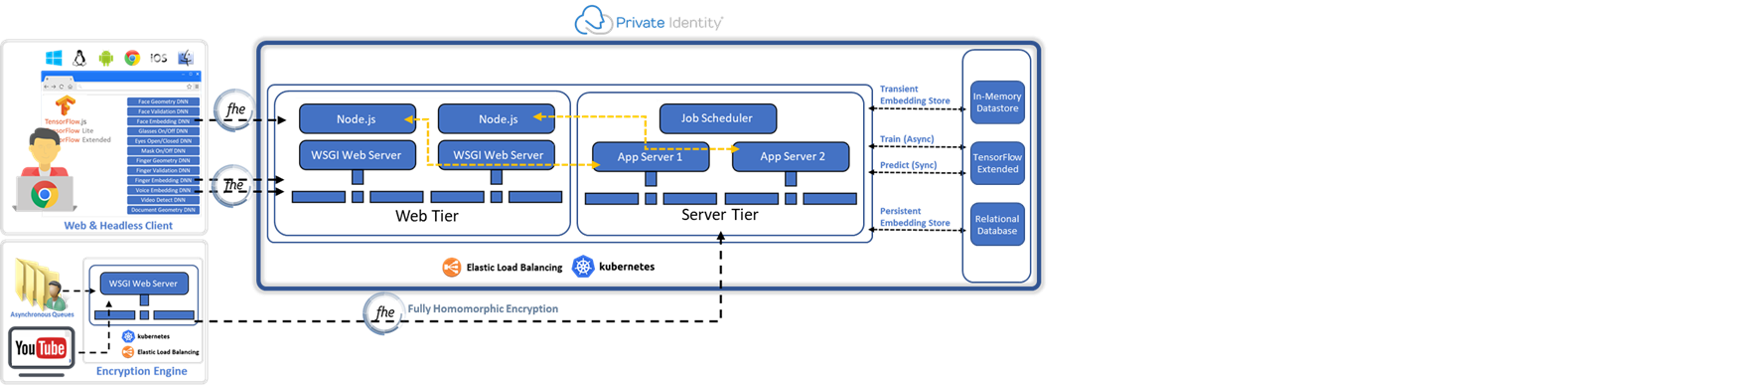 Private Identity
iOS
Face Geometry DNN
Face Validation DNN
Face Embedding DNN
Glasses On/Off DNN
Eyes Open/Closed DNN
Mask On/Off DNN
Finger Geometry DNN
Finger Validation DNN
Finger Embedding DNN
Voice Embedding DNN
Video Detect DNN
Document Geometry DNN
TensorFlow.js
Lite
Extended
Web & Headless Client
fhe
fhe
Node.js
Node.js
WSGI Web Server
WSGI Web Server
Web Tier
Job Scheduler
App Server 1
App Server 2
Server Tier
Transient
Embedding Store
Train (Async)
Predict (Sync)
Persistent
Embedding Store
In-Memory
Datastore
TensorFlow
Extended
Relational
Database
Elastic Load Balancing
kubernetes
WSGI Web Server
Asynchronous Queues
YouTube
kubernetes
Elastic Load Balancing
Encryption Engine
fhe
Fully Homomorphic Encryption